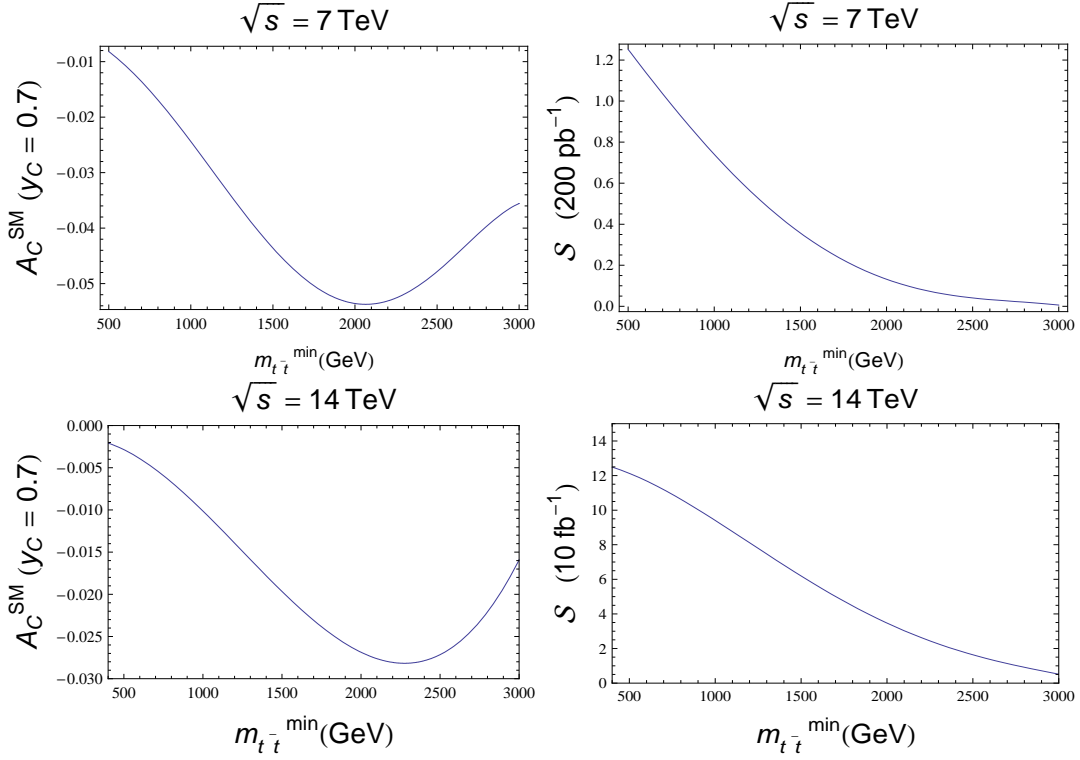 √s = 7 TeV
A_C^SM (y_C = 0.7)
−0.01
−0.02
−0.03
−0.04
−0.05
500 1000 1500 2000 2500 3000
m_{t t̄}^min (GeV)
√s = 7 TeV
S (200 pb^−1)
1.2
1.0
0.8
0.6
0.4
0.2
0.0
500 1000 1500 2000 2500 3000
m_{t t̄}^min (GeV)
√s = 14 TeV
A_C^SM (y_C = 0.7)
0.000
−0.005
−0.010
−0.015
−0.020
−0.025
−0.030
500 1000 1500 2000 2500 3000
m_{t t̄}^min (GeV)
√s = 14 TeV
S (10 fb^−1)
14
12
10
8
6
4
2
0
500 1000 1500 2000 2500 3000
m_{t t̄}^min (GeV)